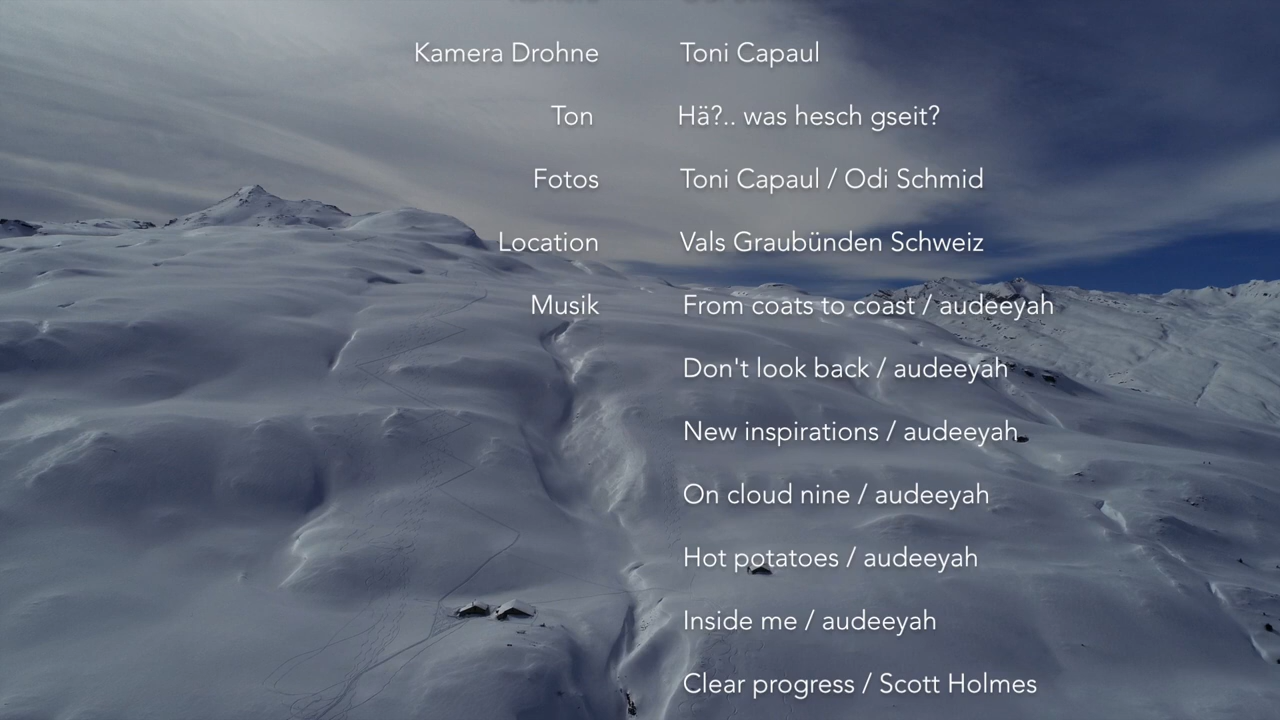 Kamera Drohne Toni Capaul
Ton Hä?.. was hesch gseit?
Fotos Toni Capaul / Odi Schmid
Location Vals Graubünden Schweiz
Musik From coats to coast / audeeyah
Don't look back / audeeyah
New inspirations / audeeyah
On cloud nine / audeeyah
Hot potatoes / audeeyah
Inside me / audeeyah
Clear progress / Scott Holmes